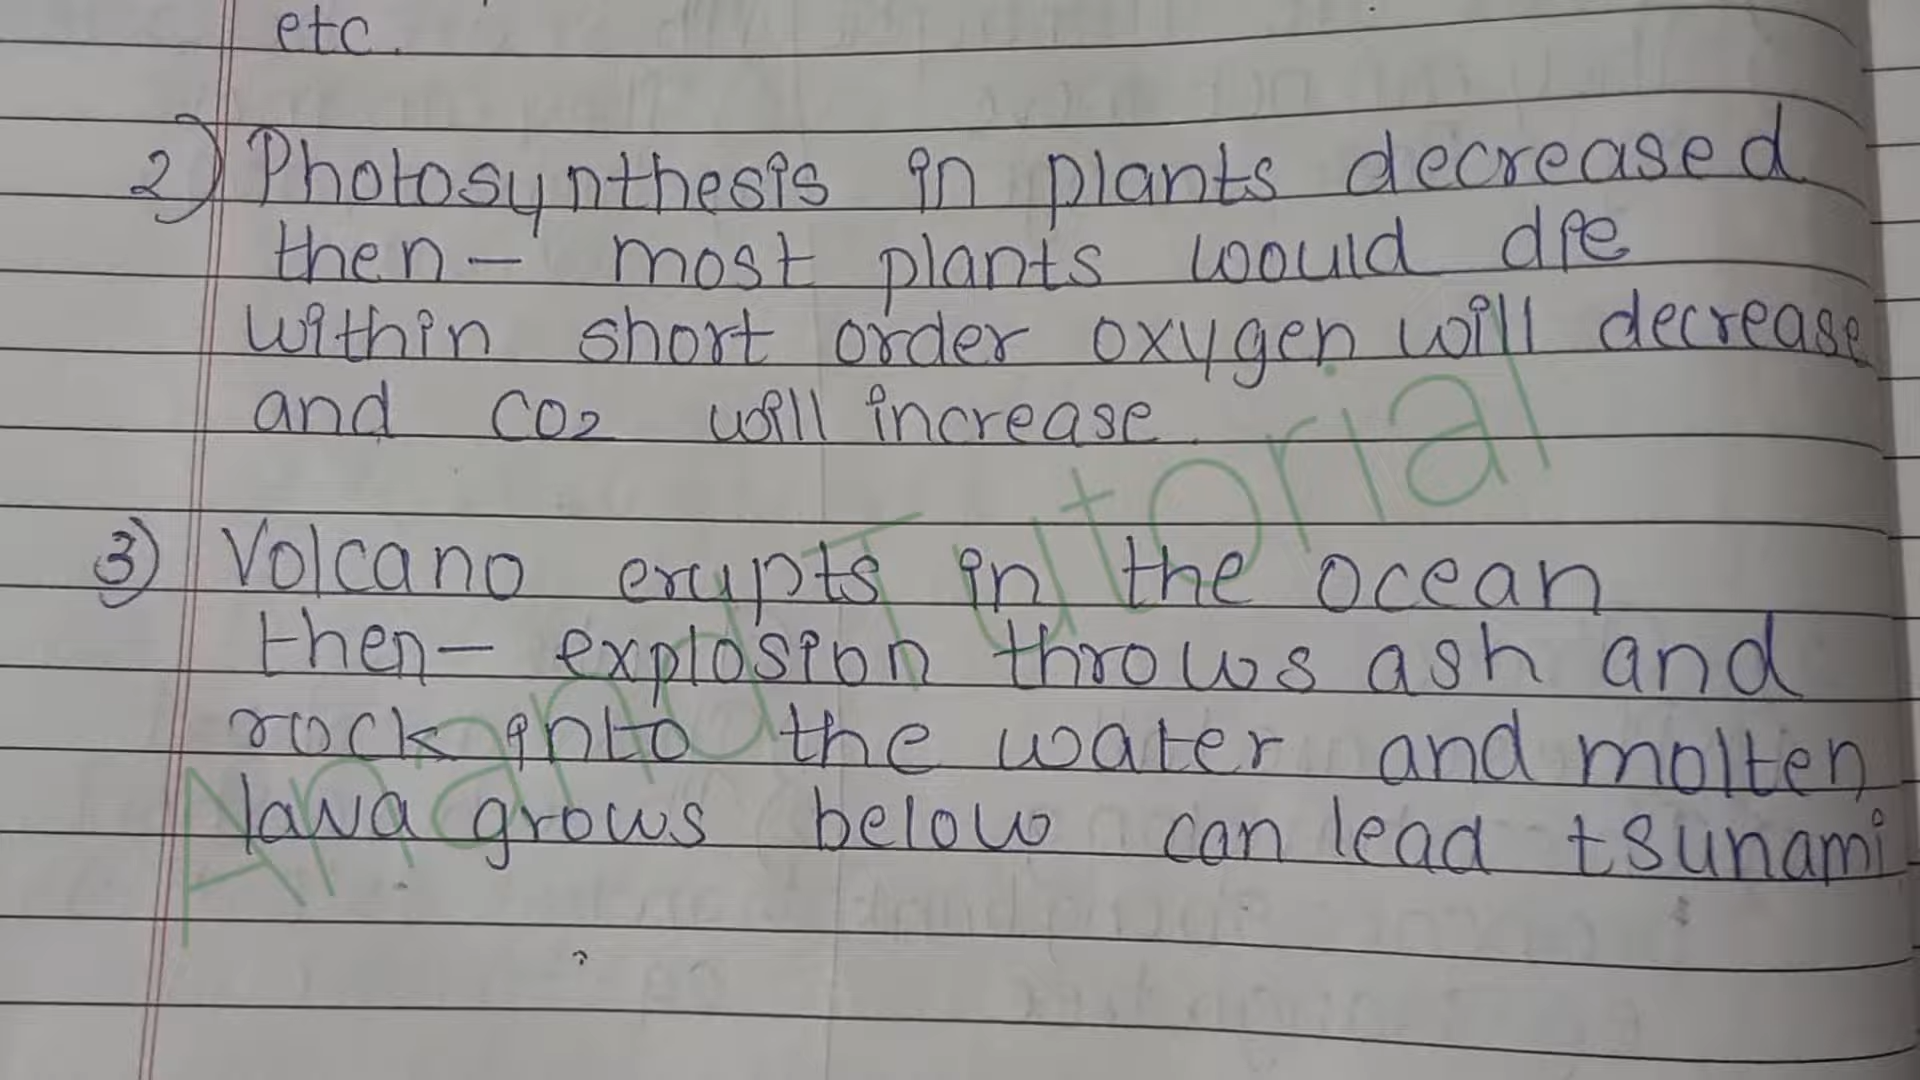 etc.
2) Photosynthesis in plants decreased
then- most plants would die
within short order oxygen will decrease
and CO2 will increase.
3) Volcano erupts in the ocean
then- explosion throws ash and
rock into the water and molten
lava grows below can lead tsunami
Anand Tutorial